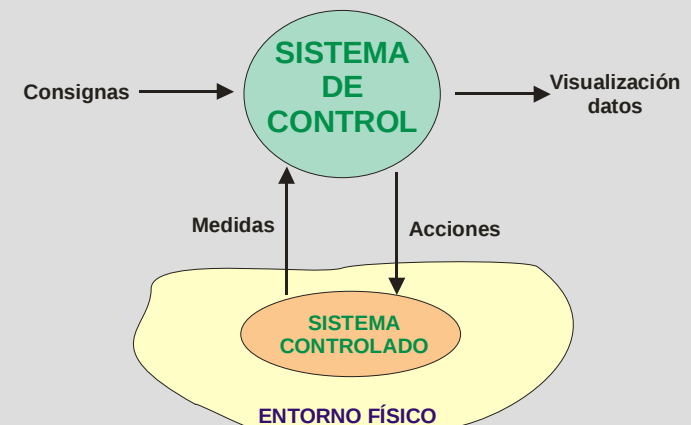 SISTEMA
DE
CONTROL
Consignas
Visualización
datos
Medidas
Acciones
SISTEMA
CONTROLADO
ENTORNO FÍSICO